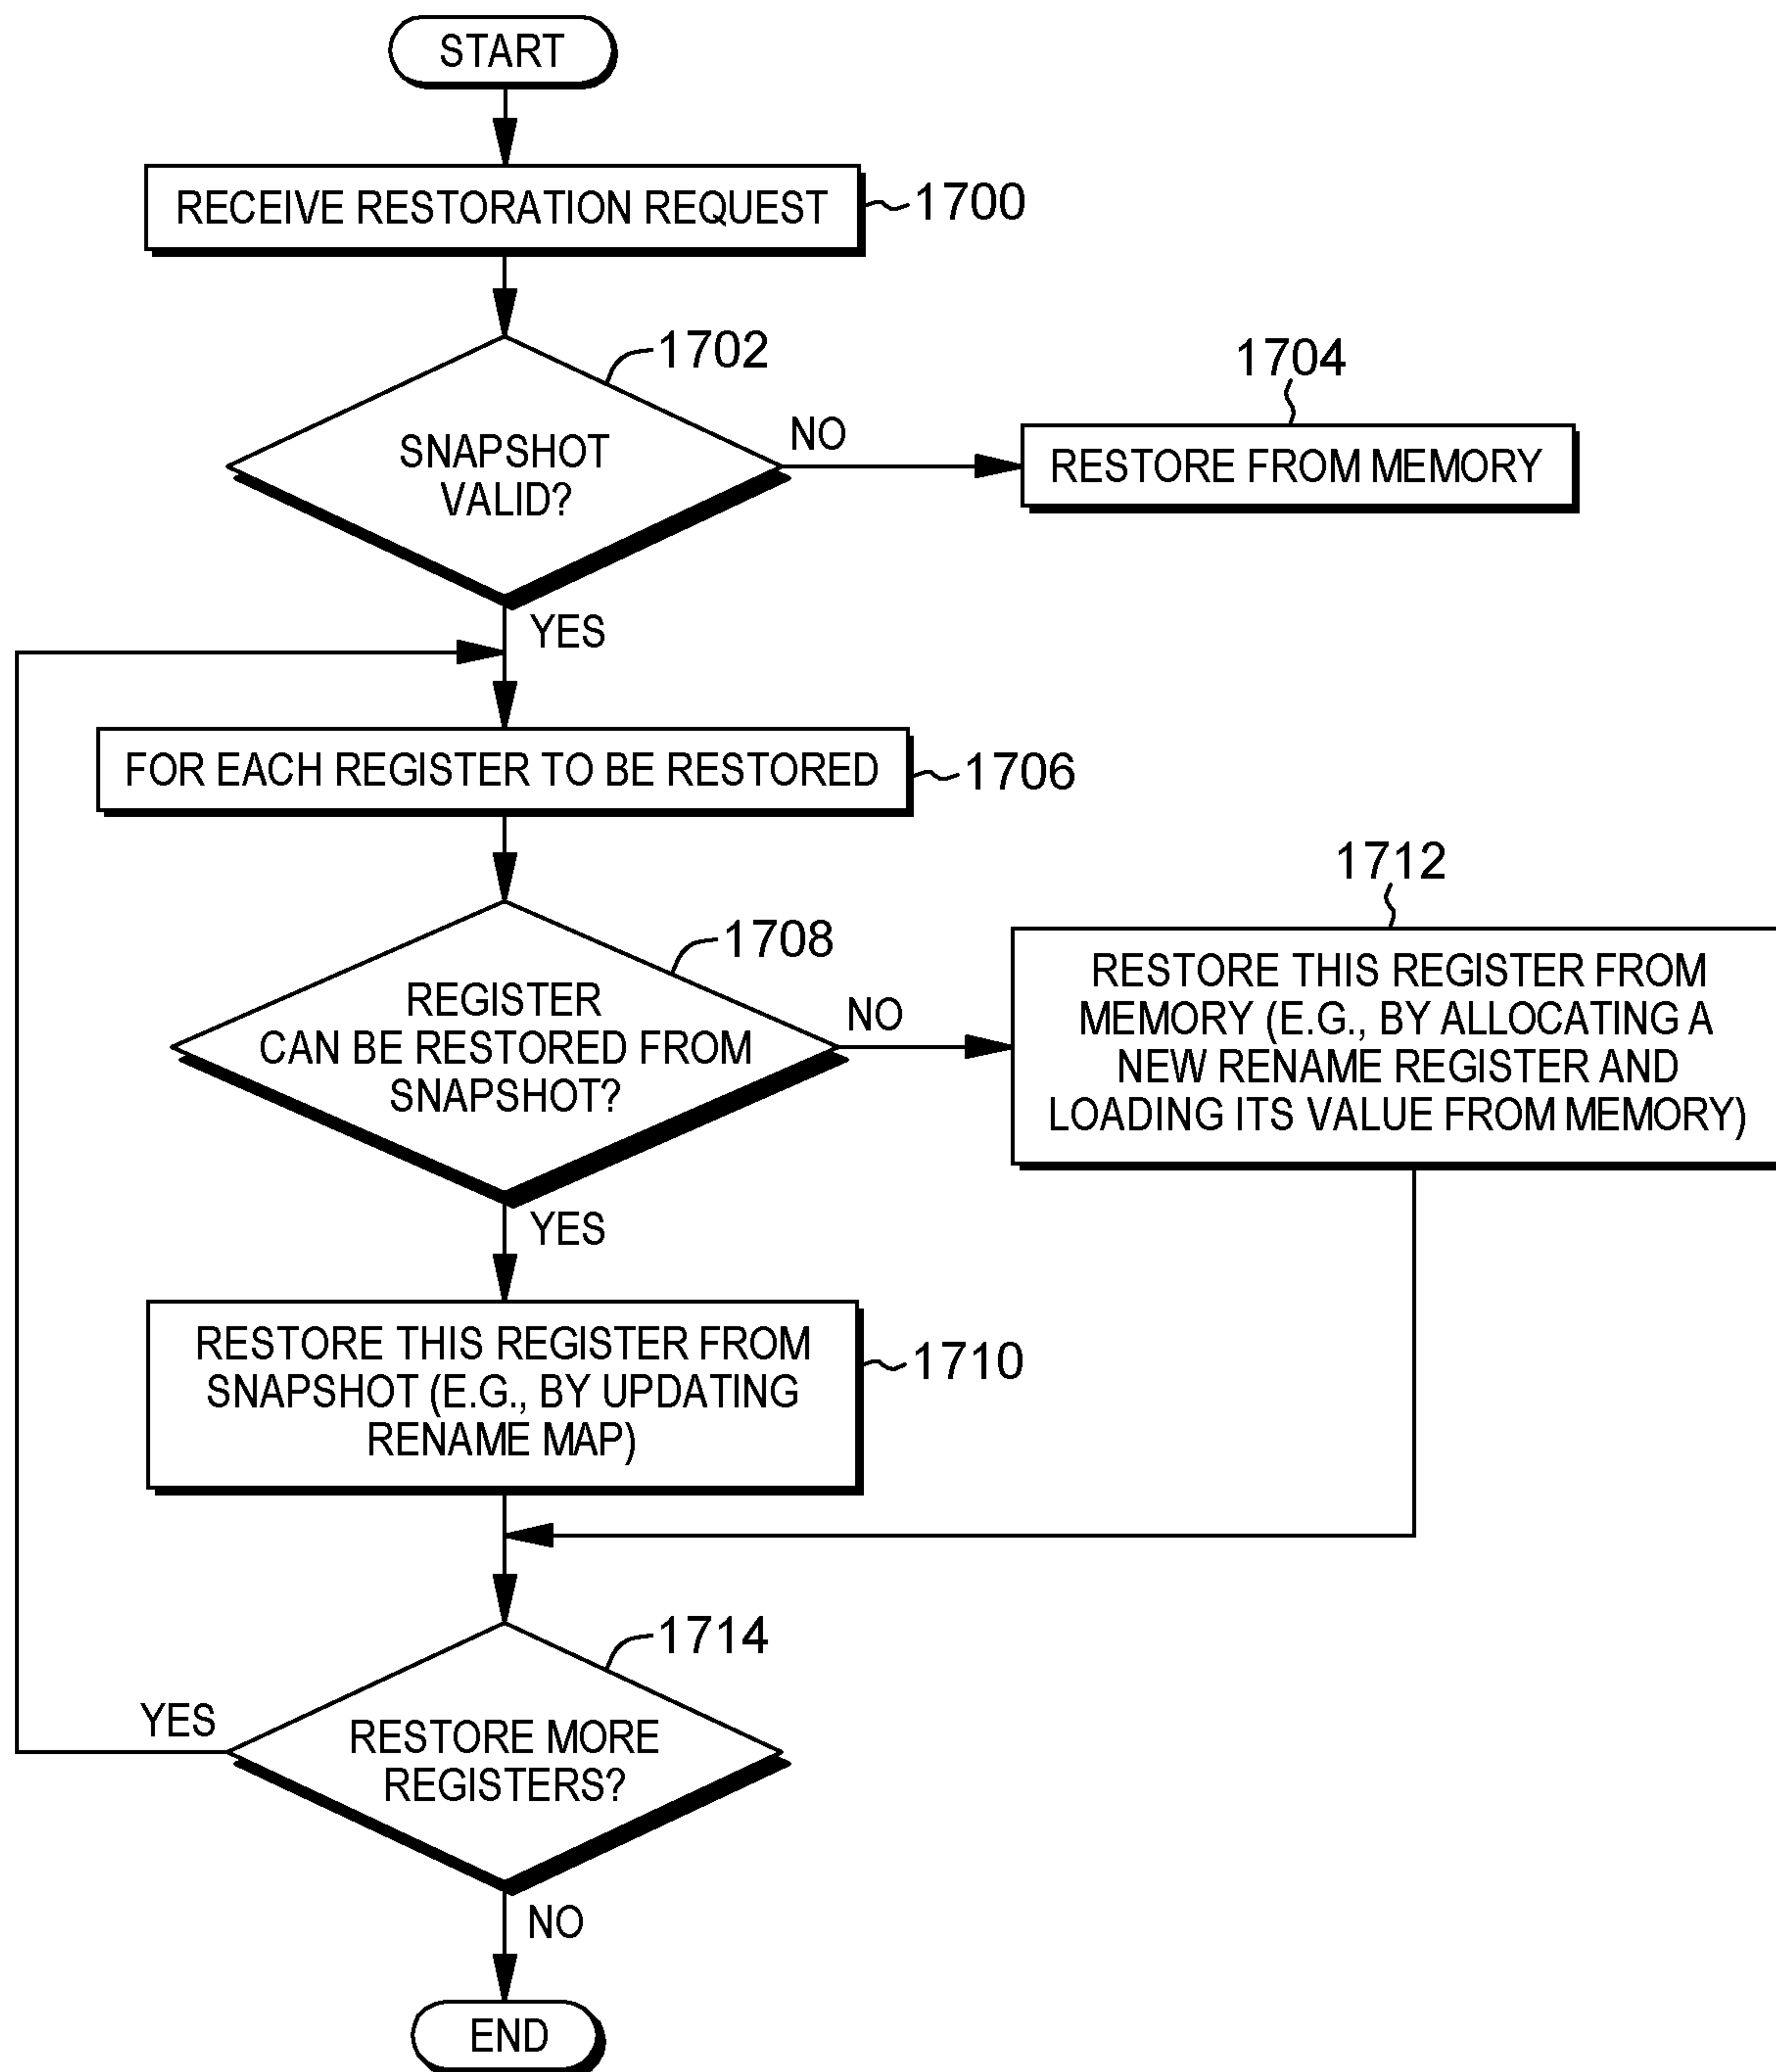 START
RECEIVE RESTORATION REQUEST
1700
1702
SNAPSHOT
VALID?
NO
1704
RESTORE FROM MEMORY
YES
FOR EACH REGISTER TO BE RESTORED
1706
1708
REGISTER
CAN BE RESTORED FROM
SNAPSHOT?
NO
1712
RESTORE THIS REGISTER FROM
MEMORY (E.G., BY ALLOCATING A
NEW RENAME REGISTER AND
LOADING ITS VALUE FROM MEMORY)
YES
RESTORE THIS REGISTER FROM
SNAPSHOT (E.G., BY UPDATING
RENAME MAP)
1710
1714
RESTORE MORE
REGISTERS?
YES
NO
END